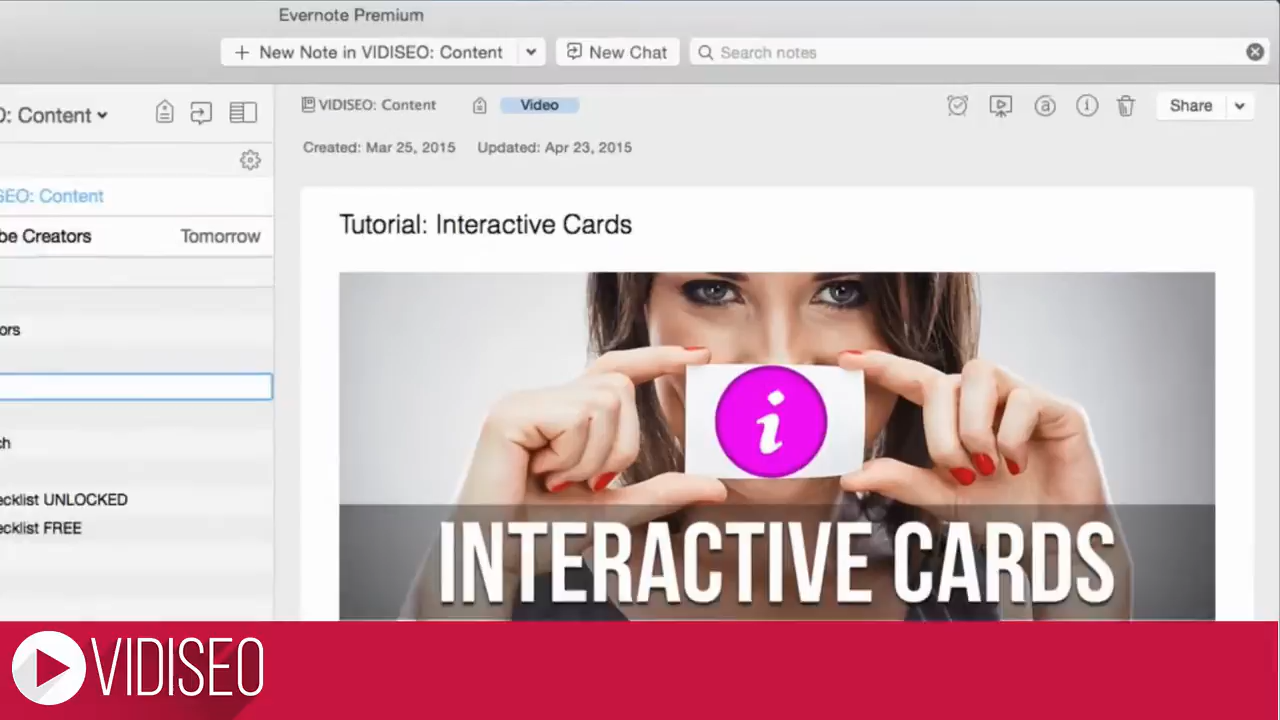 Evernote Premium
New Note in VIDISEO: Content
New Chat
Search notes
O: Content
VIDISEO: Content
Video
Share
Created: Mar 25, 2015
Updated: Apr 23, 2015
SEO: Content
be Creators
Tomorrow
Tutorial: Interactive Cards
ors
i
ch
ecklist UNLOCKED
ecklist FREE
INTERACTIVE CARDS
VIDISEO